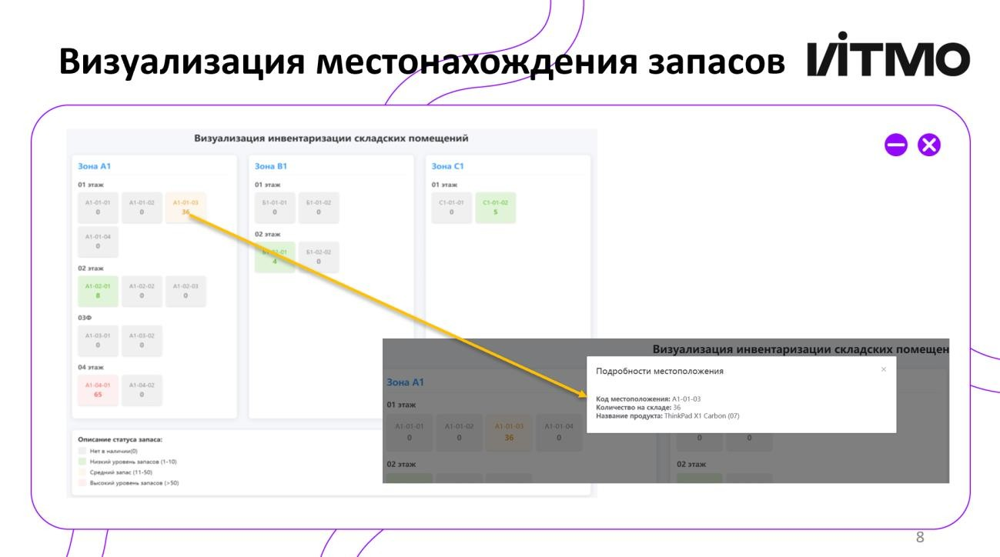 Визуализация местонахождения запасов
ИТМО
Визуализация инвентаризации складских помещений
Зона A1
01 этаж
A1-01-01 A1-01-02 A1-01-03
0 0 36
A1-01-04
0
02 этаж
A1-02-01 A1-02-02 A1-02-03
8 0 0
03Ф
A1-03-01 A1-03-02
0 0
04 этаж
A1-04-01 A1-04-02
65 0
Зона B1
01 этаж
Б1-01-01 Б1-01-02
0 0
02 этаж
Б1-02-01 Б1-02-02
4 0
Зона C1
01 этаж
C1-01-01 C1-01-02
0 5
Описание статуса запаса:
Нет в наличии(0)
Низкий уровень запасов (1-10)
Средний запас (11-50)
Высокий уровень запасов (>50)
Визуализация инвентаризации складских помещен
Зона A1
01 этаж
A1-01-01 A1-01-02 A1-01-03 A1-01-04
0 0 36 0
0 0
02 этаж
02 этаж
Подробности местоположения
Код местоположения: A1-01-03
Количество на складе: 36
Название продукта: ThinkPad X1 Carbon (07)
8